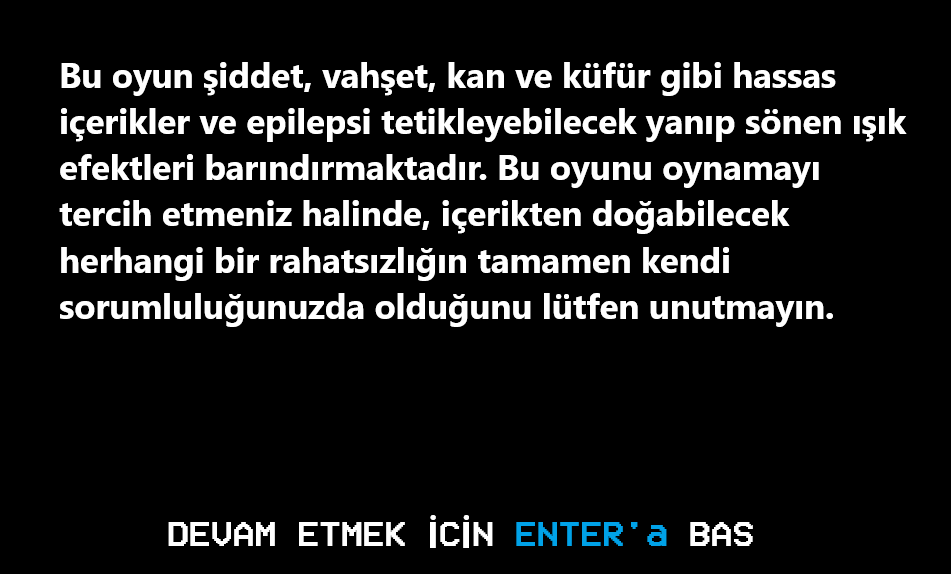 Bu oyun şiddet, vahşet, kan ve küfür gibi hassas
içerikler ve epilepsi tetikleyebilecek yanıp sönen ışık
efektleri barındırmaktadır. Bu oyunu oynamayı
tercih etmeniz halinde, içerikten doğabilecek
herhangi bir rahatsızlığın tamamen kendi
sorumluluğunuzda olduğunu lütfen unutmayın.
DEVAM ETMEK İCİN ENTER'a BAS